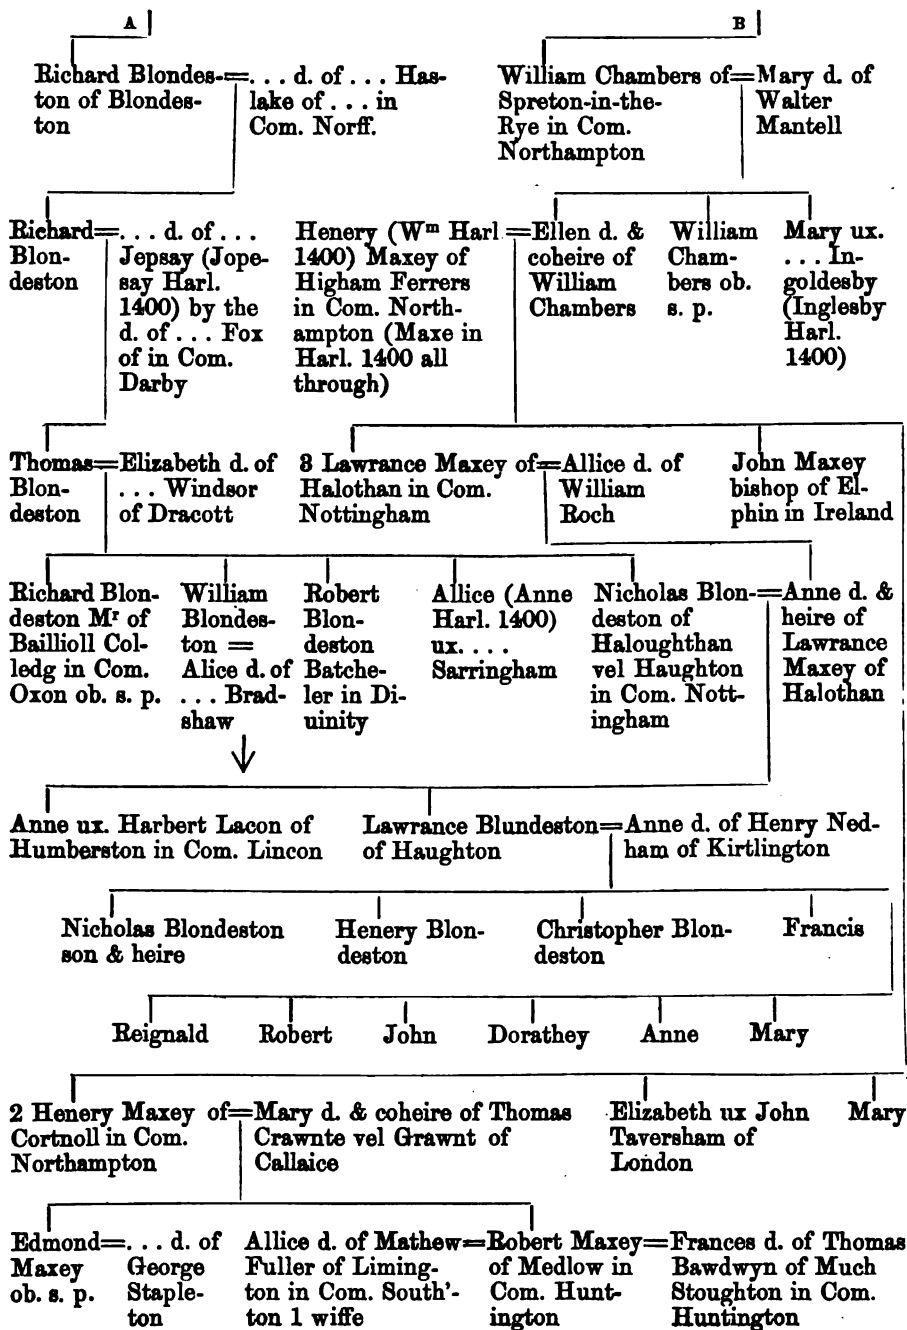 A
B
Richard Blondes-=. . . d. of . . . Has-
ton of Blondes-
ton
lake of . . . in
Com. Norff.
William Chambers of=Mary d. of
Spreton-in-the-
Rye in Com.
Northampton
Walter
Mantell
Richard=. . . d. of . . .
Blon-
deston
Jepsay (Jope-
say Harl.
1400) by the
d. of . . . Fox
of in Com.
Darby
Henery (Wm Harl =Ellen d. &
1400) Maxey of
Higham Ferrers
in Com. North-
ampton (Maxe in
Harl. 1400 all
through)
coheire of
William
Chambers
William
Cham-
bers ob.
s. p.
Mary ux.
. . . In-
goldesby
(Inglesby
Harl.
1400)
Thomas=Elizabeth d. of
Blon-
deston
. . . Windsor
of Dracott
3 Lawrance Maxey of=Allice d. of
Halothan in Com.
Nottingham
William
Roch
John Maxey
bishop of El-
phin in Ireland
Richard Blon-
deston Mr of
Baillioll Col-
ledg in Com.
Oxon ob. s. p.
William
Blondes-
ton =
Alice d. of
. . . Brad-
shaw
Robert
Blon-
deston
Batche-
ler in Di-
uinity
Allice (Anne
Harl. 1400)
ux. . . .
Sarringham
Nicholas Blon-=Anne d. &
deston of
Haloughthan
vel Haughton
in Com. Nott-
ingham
heire of
Lawrance
Maxey of
Halothan
Anne ux. Harbert Lacon of
Humberston in Com. Lincon
Lawrance Blundeston=Anne d. of Henry Ned-
of Haughton
ham of Kirtlington
Nicholas Blondeston
son & heire
Henery Blon-
deston
Christopher Blon-
deston
Francis
Reignald Robert John Dorathey Anne Mary
2 Henery Maxey of=Mary d. & coheire of Thomas
Cortnoll in Com.
Northampton
Crawnte vel Grawnt of
Callaice
Elizabeth ux John
Taversham of
London
Mary
Edmond=. . . d. of
Maxey
ob. s. p.
George
Staple-
ton
Allice d. of Mathew=Robert Maxey=Frances d. of Thomas
Fuller of Liming-
ton in Com. South'-
ton 1 wiffe
of Medlow in
Com. Hunt-
ington
Bawdwyn of Much
Stoughton in Com.
Huntington